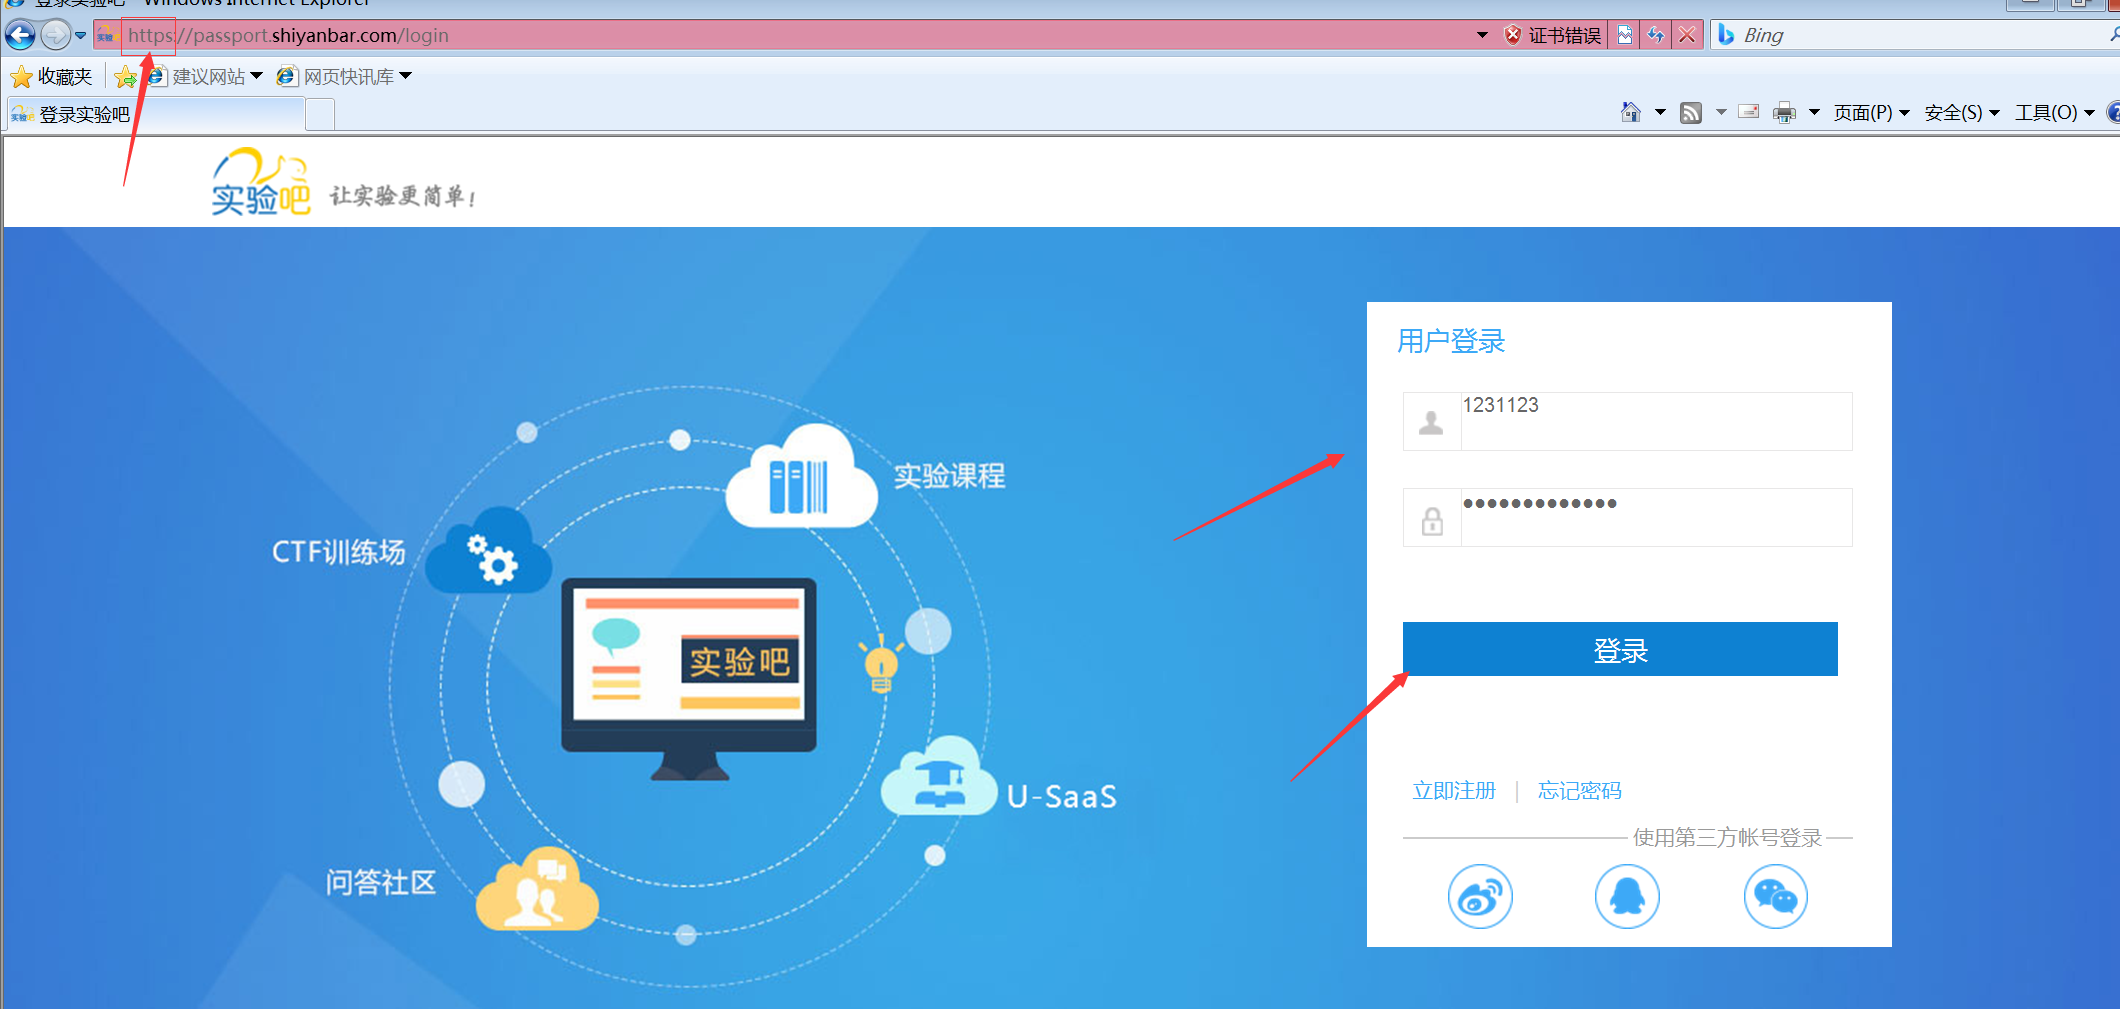 登录实验吧 - Windows Internet Explorer
https://passport.shiyanbar.com/login
证书错误
Bing
收藏夹
建议网站
网页快讯库
实验吧
登录实验吧
页面(P)
安全(S)
工具(O)
实验吧
让实验更简单!
用户登录
1231123
实验课程
CTF训练场
实验吧
登录
U-SaaS
立即注册 | 忘记密码
使用第三方帐号登录
问答社区